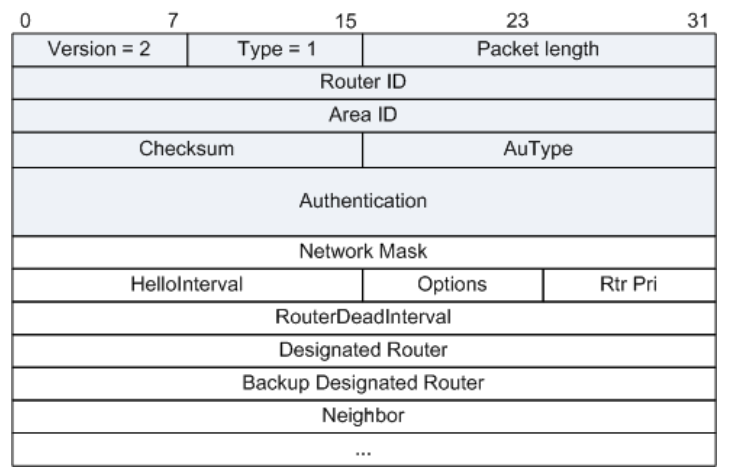 0 7 15 23 31
Version = 2 Type = 1 Packet length
Router ID
Area ID
Checksum AuType
Authentication
Network Mask
HelloInterval Options Rtr Pri
RouterDeadInterval
Designated Router
Backup Designated Router
Neighbor
...